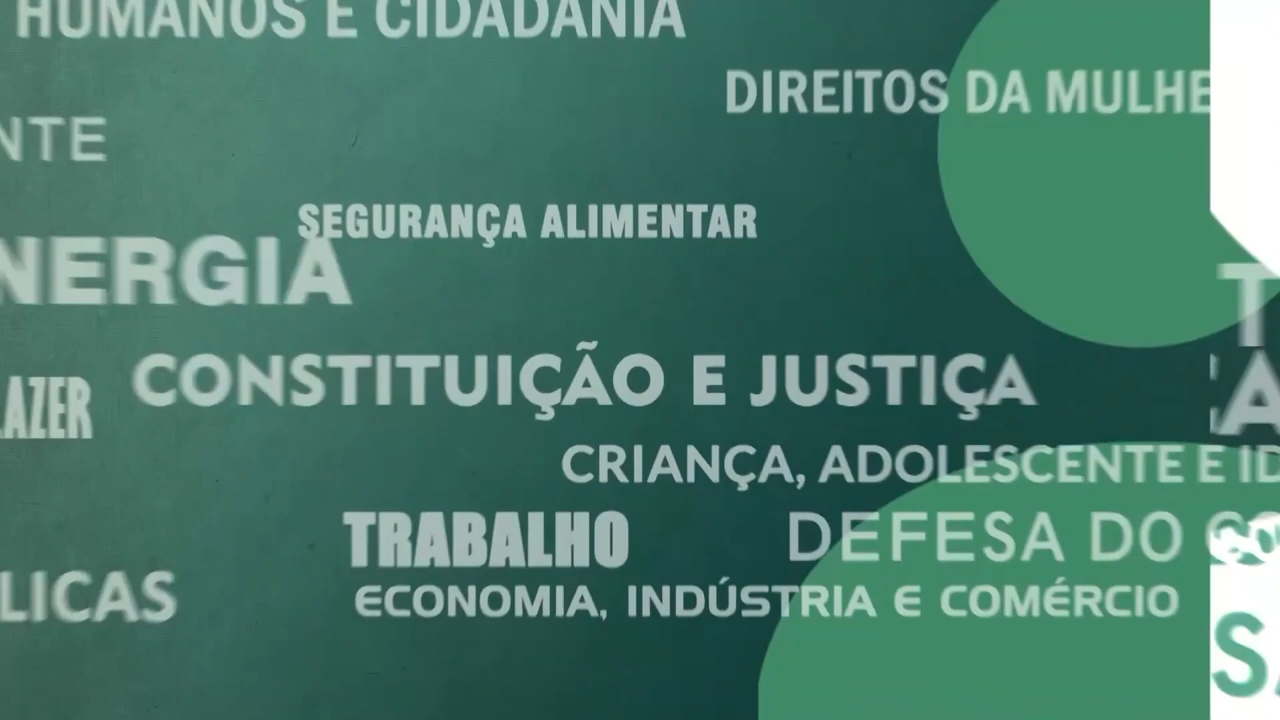 HUMANOS E CIDADANIA
DIREITOS DA MULHE
NTE
SEGURANÇA ALIMENTAR
NERGIA
CONSTITUIÇÃO E JUSTIÇA
LAZER
CRIANÇA, ADOLESCENTE E ID
TRABALHO
DEFESA DO
LICAS
ECONOMIA, INDÚSTRIA E COMÉRCIO